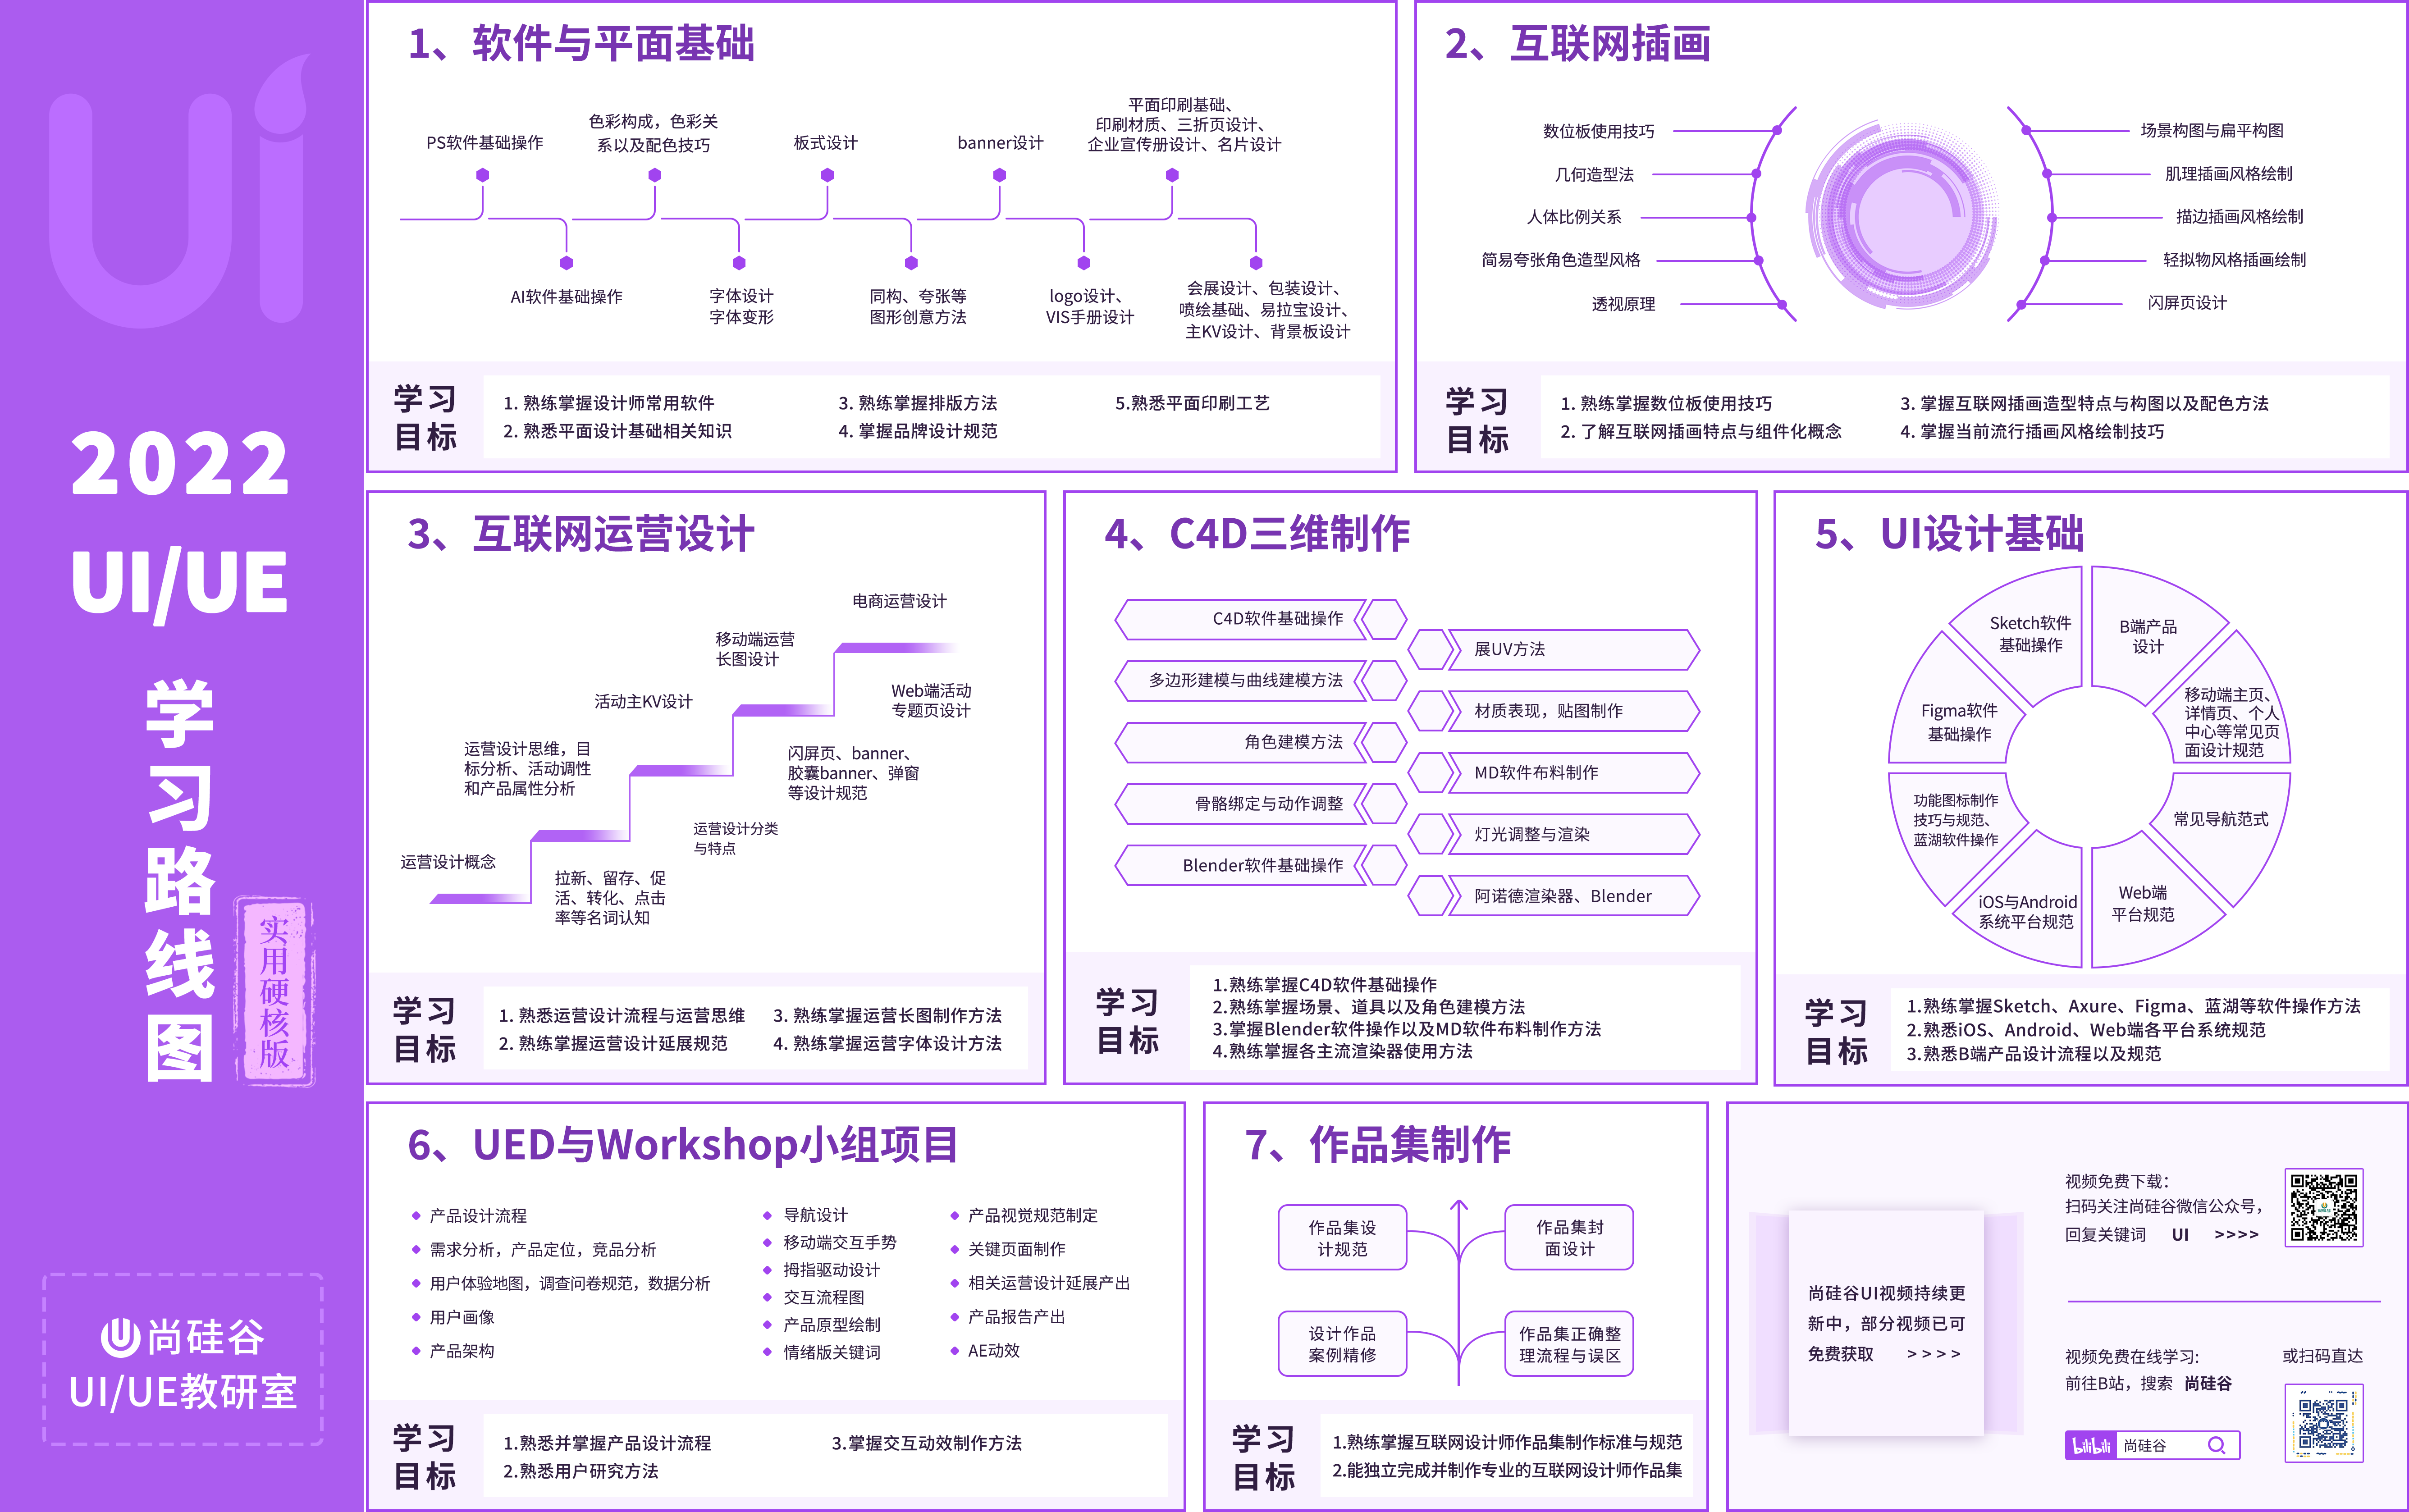 Ui
2022
UI/UE
学
习
路
线
图
实用硬核版
尚硅谷
UI/UE教研室
1、软件与平面基础
PS软件基础操作
色彩构成，色彩关
系以及配色技巧
板式设计
banner设计
平面印刷基础、
印刷材质、三折页设计、
企业宣传册设计、名片设计
AI软件基础操作
字体设计
字体变形
同构、夸张等
图形创意方法
logo设计、
VIS手册设计
会展设计、包装设计、
喷绘基础、易拉宝设计、
主KV设计、背景板设计
学习
目标
1. 熟练掌握设计师常用软件
2. 熟悉平面设计基础相关知识
3. 熟练掌握排版方法
4. 掌握品牌设计规范
5.熟悉平面印刷工艺
2、互联网插画
数位板使用技巧
几何造型法
人体比例关系
简易夸张角色造型风格
透视原理
场景构图与扁平构图
肌理插画风格绘制
描边插画风格绘制
轻拟物风格插画绘制
闪屏页设计
学习
目标
1. 熟练掌握数位板使用技巧
2. 了解互联网插画特点与组件化概念
3. 掌握互联网插画造型特点与构图以及配色方法
4. 掌握当前流行插画风格绘制技巧
3、互联网运营设计
电商运营设计
移动端运营
长图设计
Web端活动
专题页设计
活动主KV设计
运营设计思维，目
标分析、活动调性
和产品属性分析
闪屏页、banner、
胶囊banner、弹窗
等设计规范
运营设计分类
与特点
运营设计概念
拉新、留存、促
活、转化、点击
率等名词认知
学习
目标
1. 熟悉运营设计流程与运营思维
2. 熟练掌握运营设计延展规范
3. 熟练掌握运营长图制作方法
4. 熟练掌握运营字体设计方法
4、C4D三维制作
C4D软件基础操作
展UV方法
多边形建模与曲线建模方法
材质表现，贴图制作
角色建模方法
MD软件布料制作
骨骼绑定与动作调整
灯光调整与渲染
Blender软件基础操作
阿诺德渲染器、Blender
学习
目标
1.熟练掌握C4D软件基础操作
2.熟练掌握场景、道具以及角色建模方法
3.掌握Blender软件操作以及MD软件布料制作方法
4.熟练掌握各主流渲染器使用方法
5、UI设计基础
Sketch软件
基础操作
B端产品
设计
Figma软件
基础操作
移动端主页、
详情页、个人
中心等常见页
面设计规范
功能图标制作
技巧与规范、
蓝湖软件操作
常见导航范式
iOS与Android
系统平台规范
Web端
平台规范
学习
目标
1.熟练掌握Sketch、Axure、Figma、蓝湖等软件操作方法
2.熟悉iOS、Android、Web端各平台系统规范
3.熟悉B端产品设计流程以及规范
6、UED与Workshop小组项目
产品设计流程
需求分析，产品定位，竞品分析
用户体验地图，调查问卷规范，数据分析
用户画像
产品架构
导航设计
移动端交互手势
拇指驱动设计
交互流程图
产品原型绘制
情绪版关键词
产品视觉规范制定
关键页面制作
相关运营设计延展产出
产品报告产出
AE动效
学习
目标
1.熟悉并掌握产品设计流程
2.熟悉用户研究方法
3.掌握交互动效制作方法
7、作品集制作
作品集设
计规范
作品集封
面设计
设计作品
案例精修
作品集正确整
理流程与误区
学习
目标
1.熟练掌握互联网设计师作品集制作标准与规范
2.能独立完成并制作专业的互联网设计师作品集
尚硅谷UI视频持续更
新中，部分视频已可
免费获取 >>>>
视频免费下载：
扫码关注尚硅谷微信公众号，
回复关键词 UI >>>>
视频免费在线学习:
前往B站，搜索 尚硅谷
或扫码直达
bilibili 尚硅谷